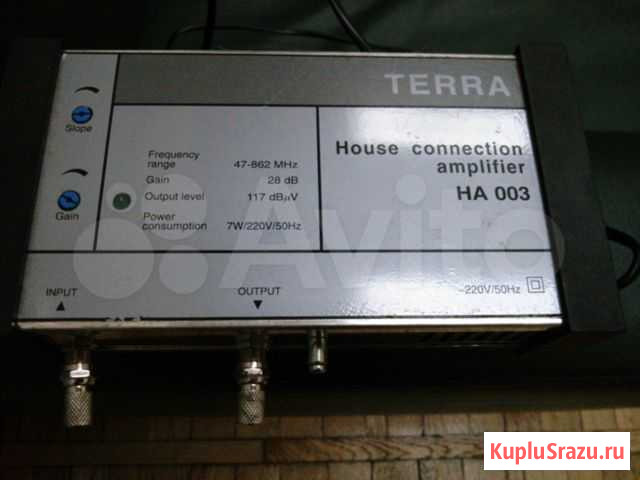 TERRA
Slope
Gain
Frequency
range 47-862 MHz
Gain 28 dB
Output level 117 dBµV
Power
consumption 7W/220V/50Hz
House connection
amplifier
HA 003
INPUT
OUTPUT
~220V/50Hz
Avito
KupluSrazu.ru